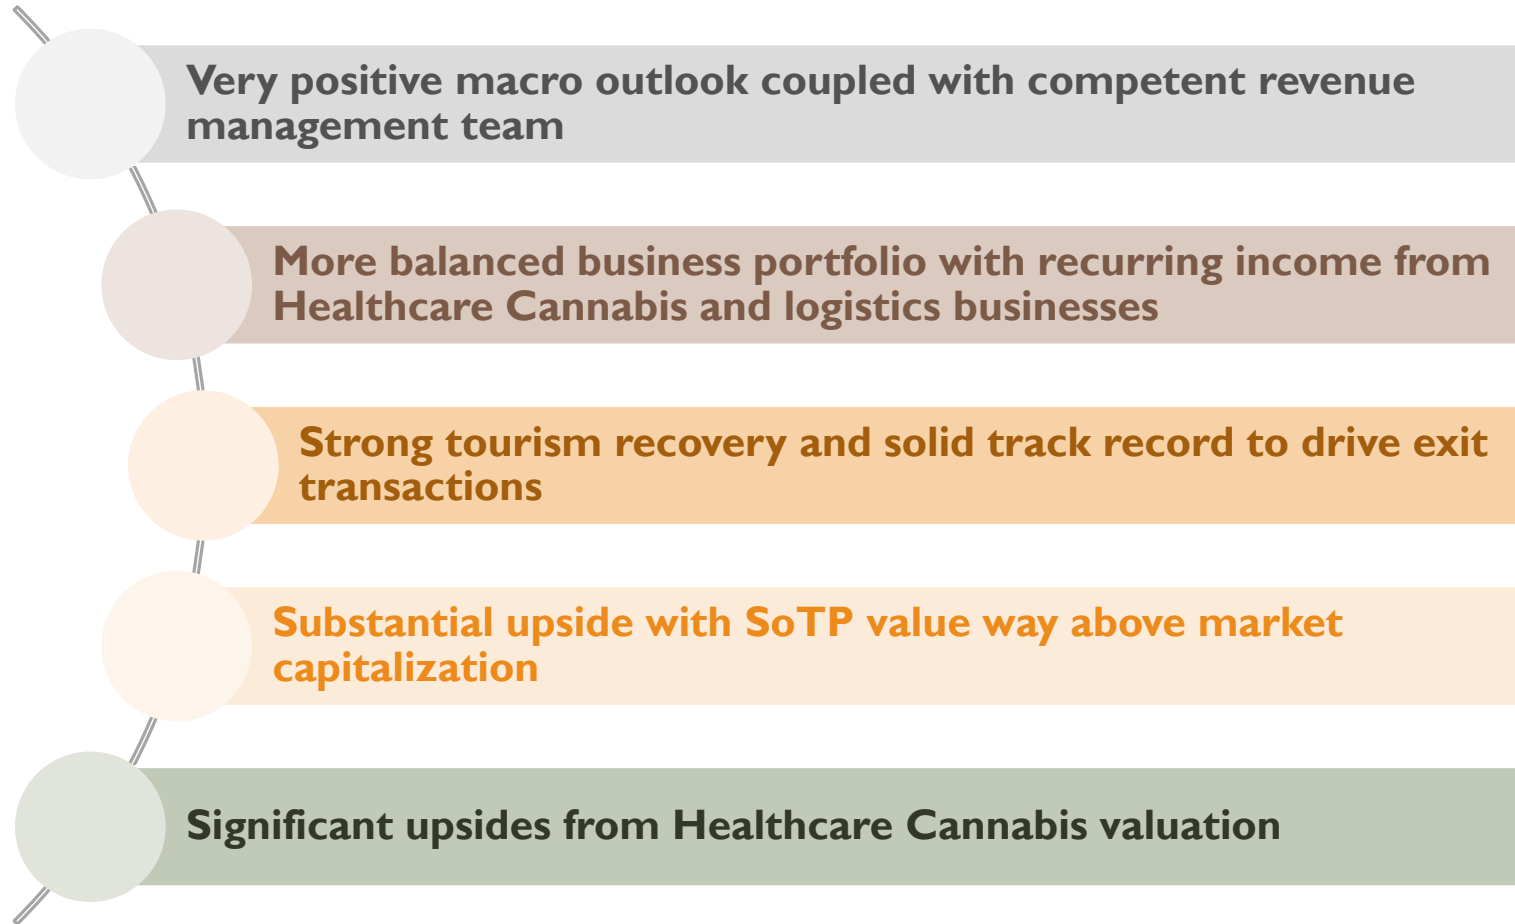 Very positive macro outlook coupled with competent revenue
management team
More balanced business portfolio with recurring income from
Healthcare Cannabis and logistics businesses
Strong tourism recovery and solid track record to drive exit
transactions
Substantial upside with SoTP value way above market
capitalization
Significant upsides from Healthcare Cannabis valuation